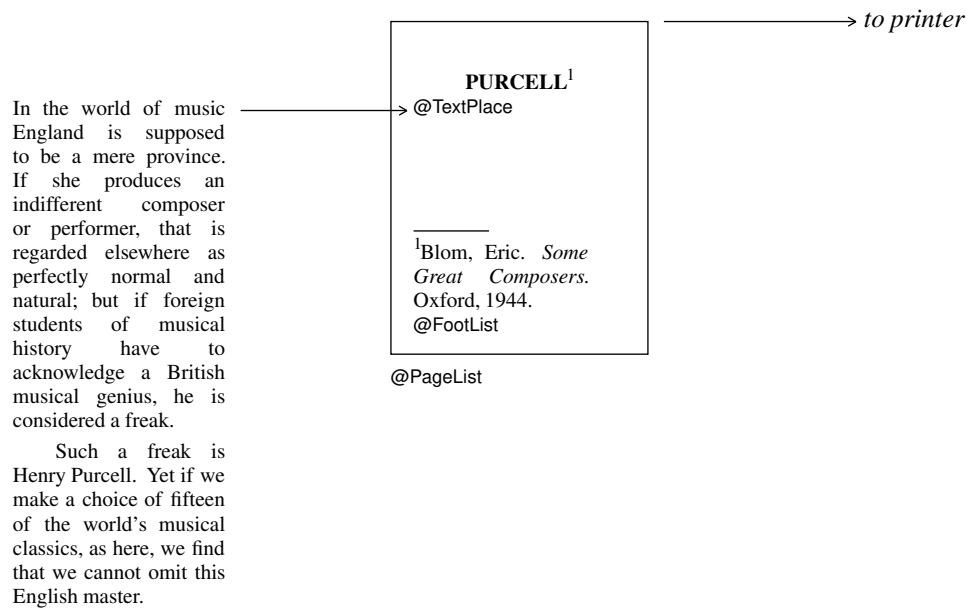 to printer
PURCELL1
@TextPlace
In the world of music
England is supposed
to be a mere province.
If she produces an
indifferent composer
or performer, that is
regarded elsewhere as
perfectly normal and
natural; but if foreign
students of musical
history have to
acknowledge a British
musical genius, he is
considered a freak.
Such a freak is
Henry Purcell. Yet if we
make a choice of fifteen
of the world's musical
classics, as here, we find
that we cannot omit this
English master.
1Blom, Eric. Some
Great Composers.
Oxford, 1944.
@FootList
@PageList